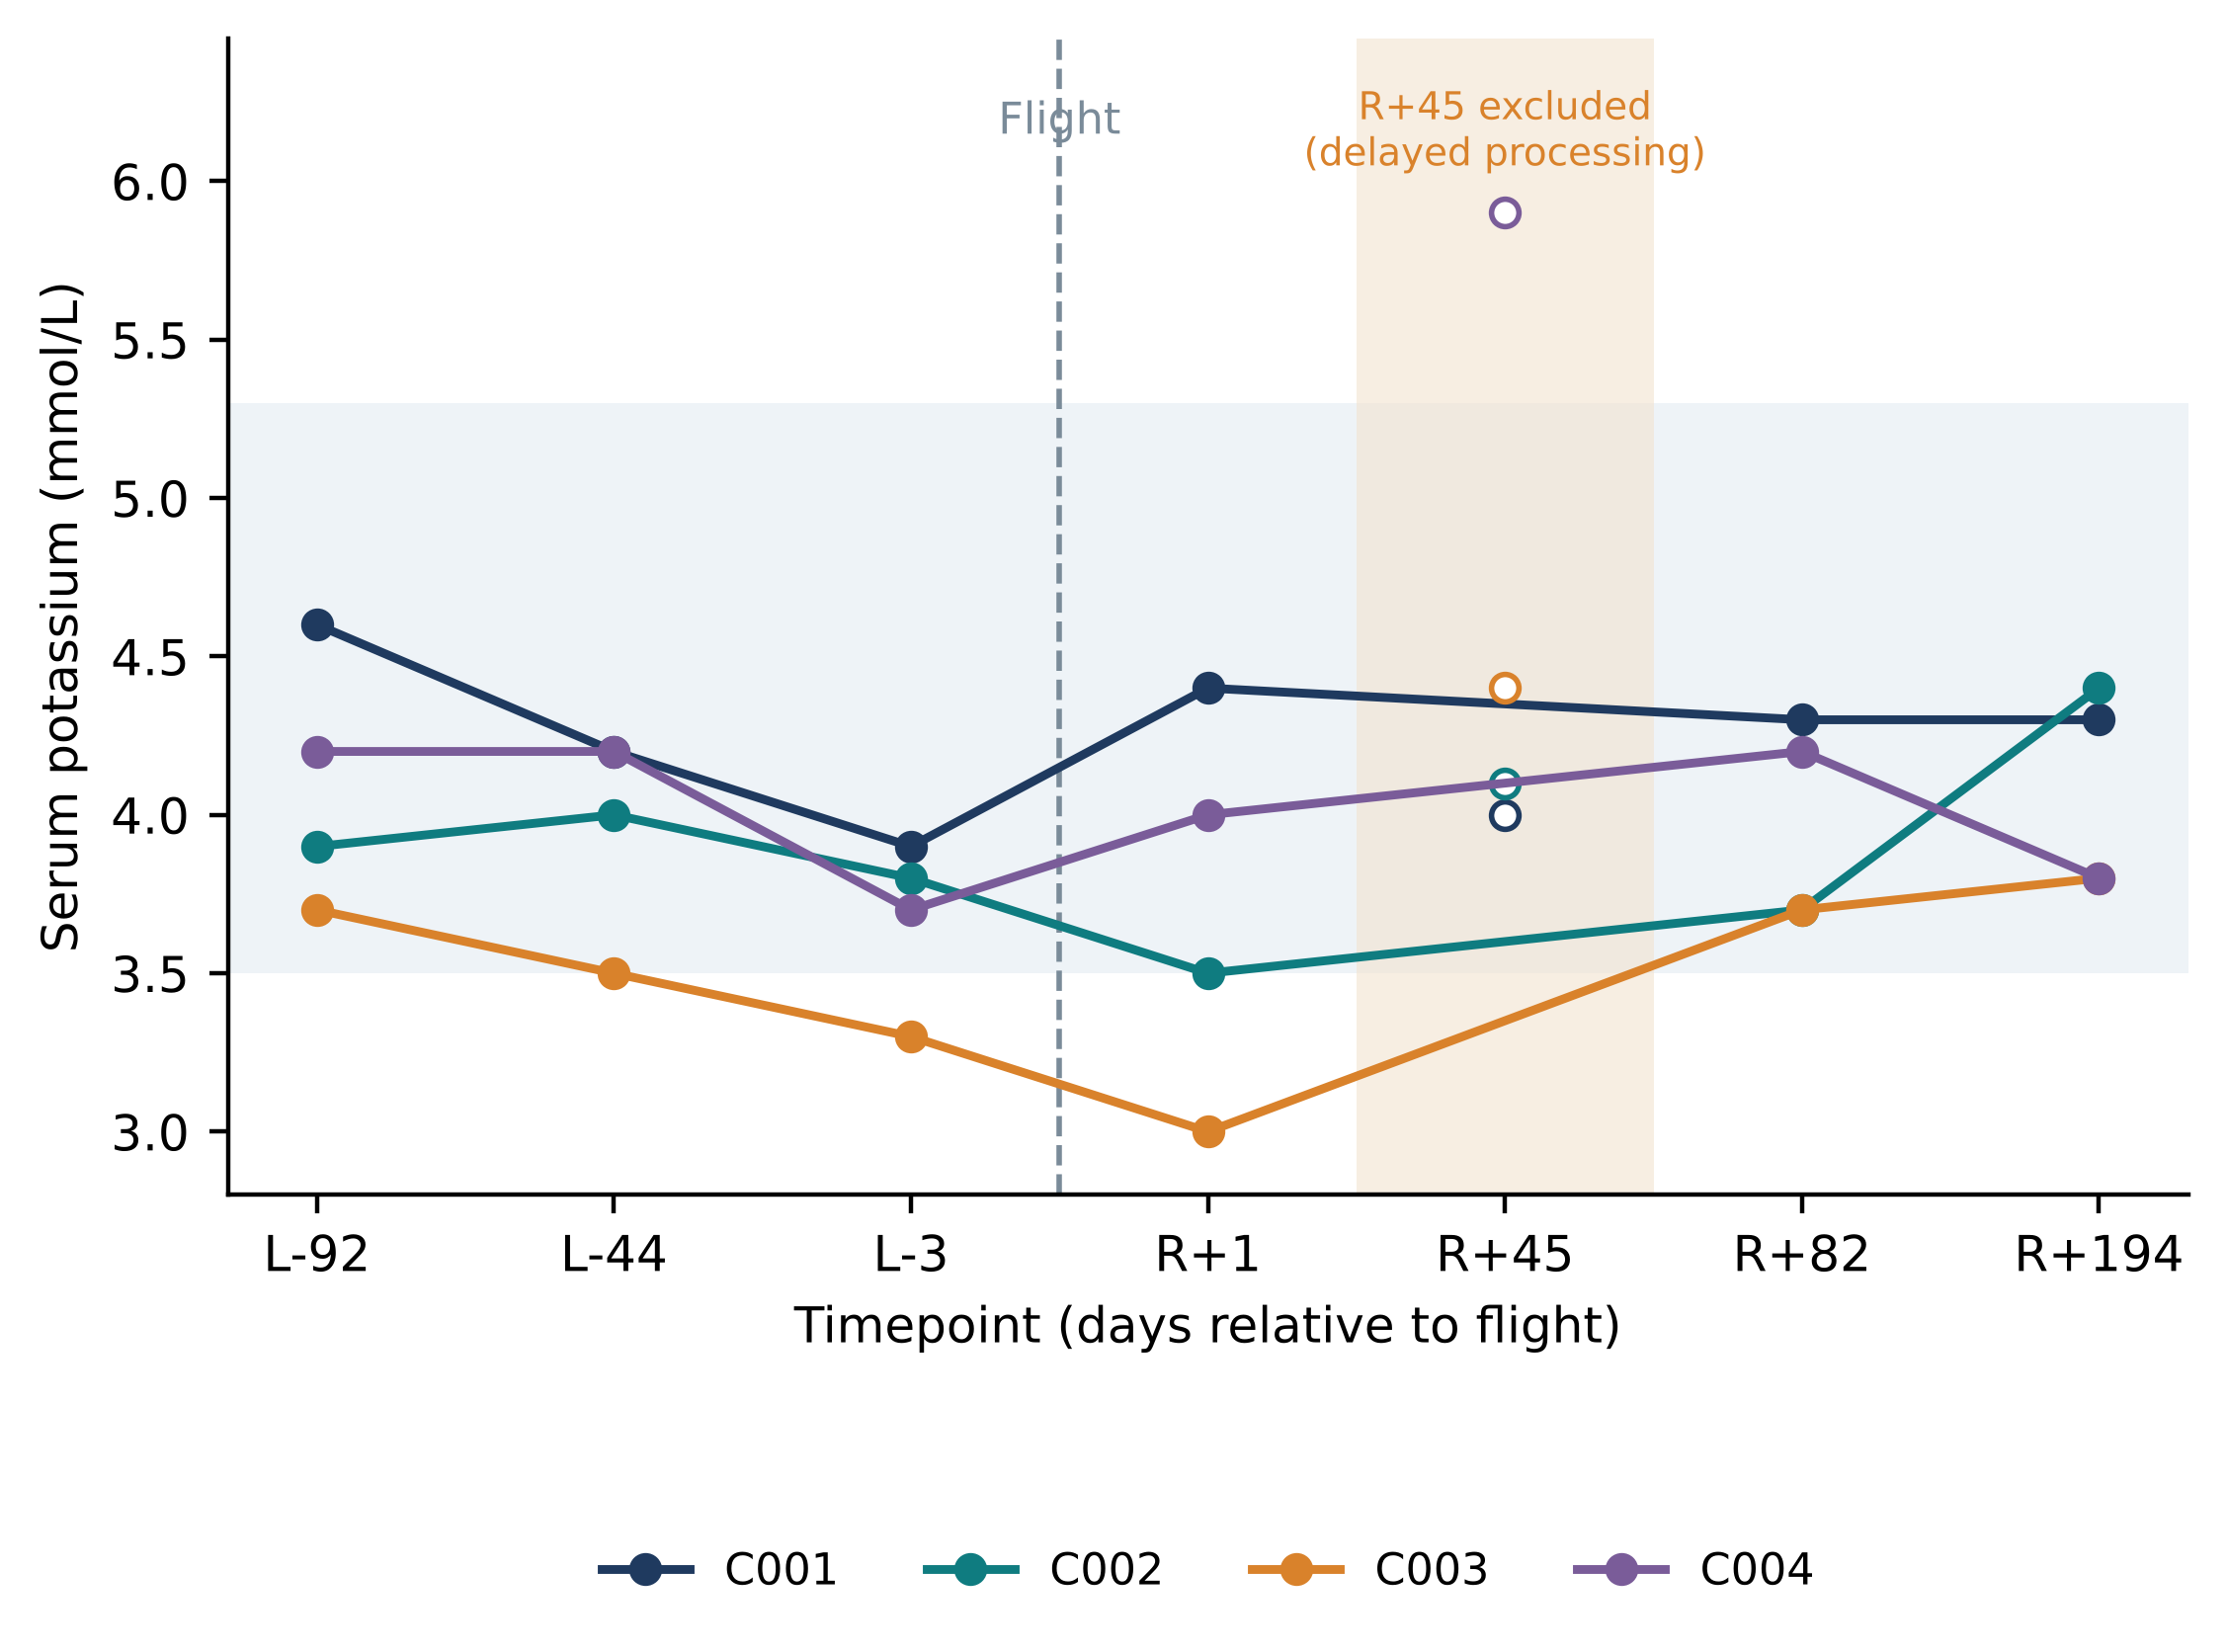 Flight
R+45 excluded
(delayed processing)
Serum potassium (mmol/L)
6.0
5.5
5.0
4.5
4.0
3.5
3.0
L-92 L-44 L-3 R+1 R+45 R+82 R+194
Timepoint (days relative to flight)
C001 C002 C003 C004